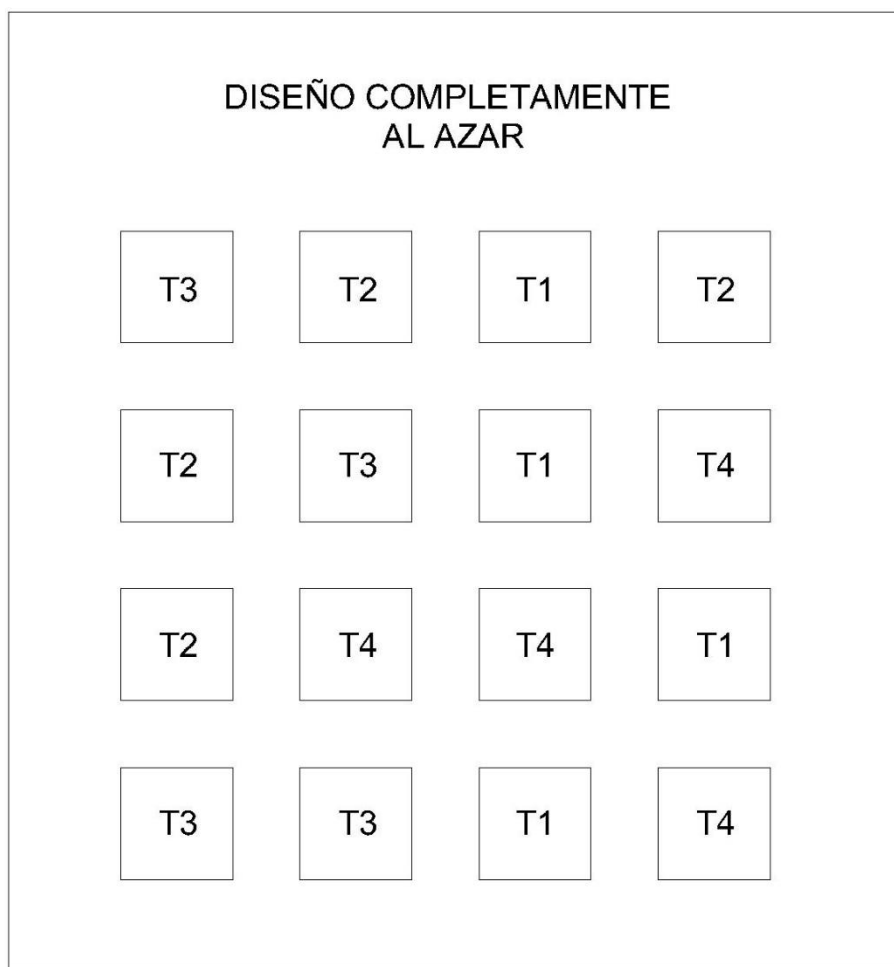 DISEÑO COMPLETAMENTE
AL AZAR
T3 T2 T1 T2
T2 T3 T1 T4
T2 T4 T4 T1
T3 T3 T1 T4